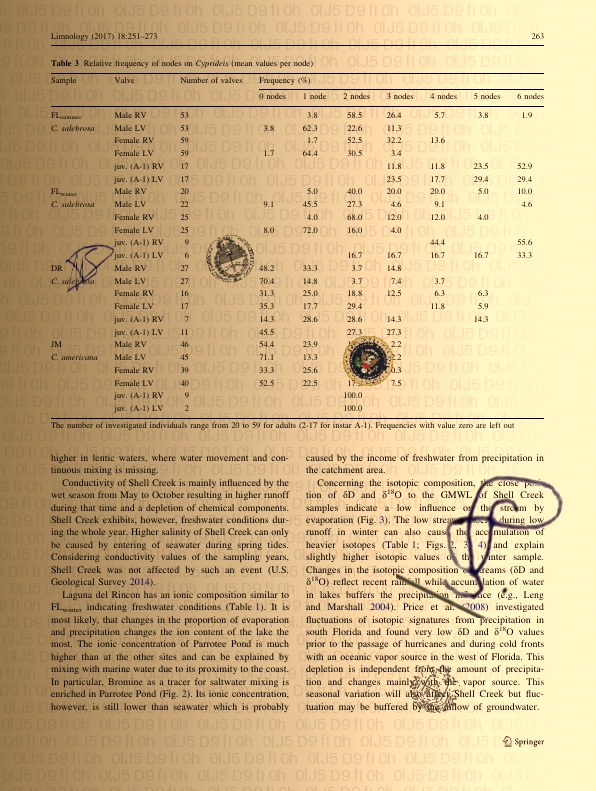 Limnology (2017) 18:251–273 263
Table 3 Relative frequency of nodes on Cyprideis (mean values per node)
Sample Valve Number of valves Frequency (%)
0 nodes 1 node 2 nodes 3 nodes 4 nodes 5 nodes 6 nodes
FLsummer Male RV 53 3.8 58.5 26.4 5.7 3.8 1.9
C. salebrosa Male LV 53 3.8 62.3 22.6 11.3
Female RV 59 1.7 52.5 32.2 13.6
Female LV 59 1.7 64.4 30.5 3.4
juv. (A-1) RV 17 11.8 11.8 23.5 52.9
juv. (A-1) LV 17 23.5 17.7 29.4 29.4
FLwinter Male RV 20 5.0 40.0 20.0 20.0 5.0 10.0
C. salebrosa Male LV 22 9.1 45.5 27.3 4.6 9.1 4.6
Female RV 25 4.0 68.0 12.0 12.0 4.0
Female LV 25 8.0 72.0 16.0 4.0
juv. (A-1) RV 9 44.4 55.6
juv. (A-1) LV 6 16.7 16.7 16.7 16.7 33.3
DR Male RV 27 48.2 33.3 3.7 14.8
C. salebrosa Male LV 27 70.4 14.8 3.7 7.4 3.7
Female RV 16 31.3 25.0 18.8 12.5 6.3 6.3
Female LV 17 35.3 17.7 29.4 11.8 5.9
juv. (A-1) RV 7 14.3 28.6 28.6 14.3 14.3
juv. (A-1) LV 11 45.5 27.3 27.3
JM Male RV 46 54.4 23.9 2.2
C. americana Male LV 45 71.1 13.3 2.2
Female RV 39 33.3 25.6
Female LV 40 52.5 22.5 7.5
juv. (A-1) RV 9 100.0
juv. (A-1) LV 2 100.0
The number of investigated individuals range from 20 to 59 for adults (2-17 for instar A-1). Frequencies with value zero are left out
higher in lentic waters, where water movement and con-
tinuous mixing is missing.
Conductivity of Shell Creek is mainly influenced by the
wet season from May to October resulting in higher runoff
during that time and a depletion of chemical components.
Shell Creek exhibits, however, freshwater conditions dur-
ing the whole year. Higher salinity of Shell Creek can only
be caused by entering of seawater during spring tides.
Considering conductivity values of the sampling years,
Shell Creek was not affected by such an event (U.S.
Geological Survey 2014).
Laguna del Rincon has an ionic composition similar to
FLwinter indicating freshwater conditions (Table 1). It is
most likely, that changes in the proportion of evaporation
and precipitation changes the ion content of the lake the
most. The ionic concentration of Parrotee Pond is much
higher than at the other sites and can be explained by
mixing with marine water due to its proximity to the coast.
In particular, Bromine as a tracer for saltwater mixing is
enriched in Parrotee Pond (Fig. 2). Its ionic concentration,
however, is still lower than seawater which is probably
caused by the income of freshwater from precipitation in
the catchment area.
Concerning the isotopic composition, the close posi-
tion of δD and δ18O to the GMWL of Shell Creek
samples indicate a low influence on the stream by
evaporation (Fig. 3). The low stream during low
runoff in winter can also cause the accumulation of
heavier isotopes (Table 1; Figs. 2, 3, 4) and explain
slightly higher isotopic values of the winter sample.
Changes in the isotopic composition of streams (δD and
δ18O) reflect recent rainfall while accumulation of water
in lakes buffers the precipitation influence (e.g., Leng
and Marshall 2004). Price et al. (2008) investigated
fluctuations of isotopic signatures from precipitation in
south Florida and found very low δD and δ18O values
prior to the passage of hurricanes and during cold fronts
with an oceanic vapor source in the west of Florida. This
depletion is independent from the amount of precipita-
tion and changes mainly with the vapor source. This
seasonal variation will also affect Shell Creek but fluc-
tuation may be buffered by the inflow of groundwater.
Springer